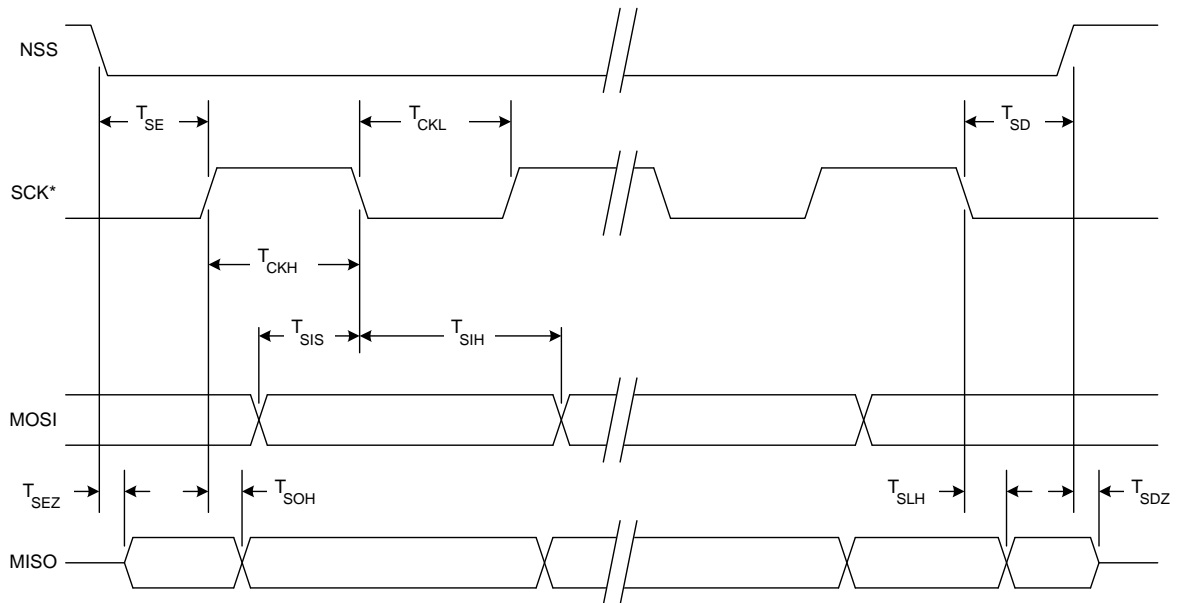 NSS
T_SE
T_CKL
T_SD
SCK*
T_CKH
T_SIS
T_SIH
MOSI
T_SEZ
T_SOH
T_SLH
T_SDZ
MISO